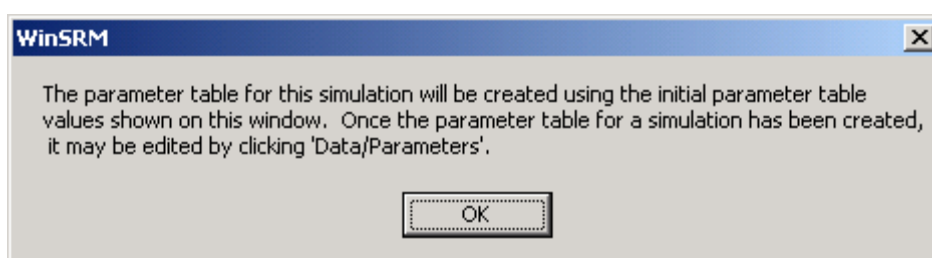 WinSRM
The parameter table for this simulation will be created using the initial parameter table
values shown on this window.  Once the parameter table for a simulation has been created,
it may be edited by clicking 'Data/Parameters'.
OK